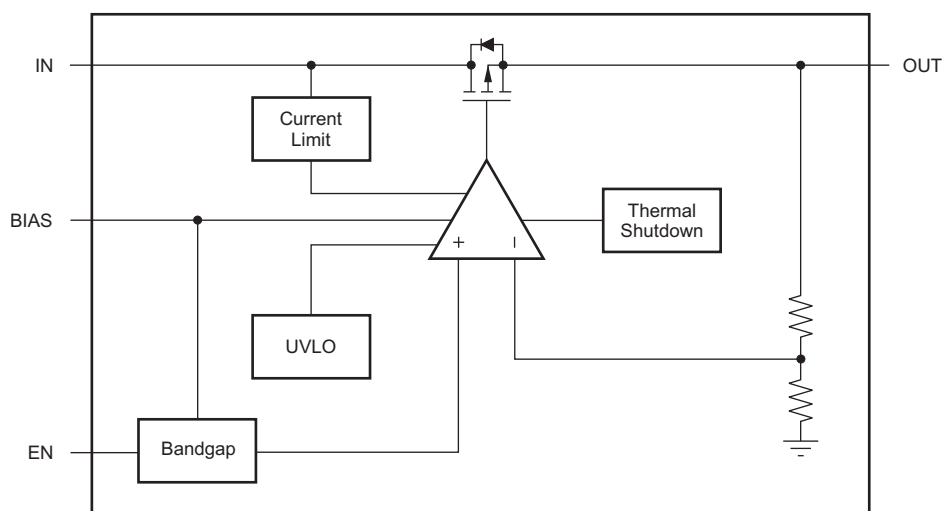 IN
OUT
Current
Limit
BIAS
Thermal
Shutdown
+
–
UVLO
EN
Bandgap